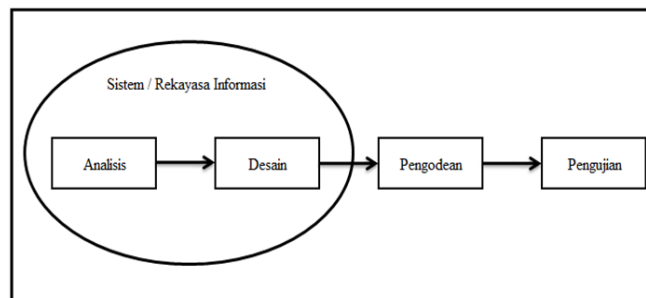 Sistem / Rekayasa Informasi
Analisis
Desain
Pengodean
Pengujian